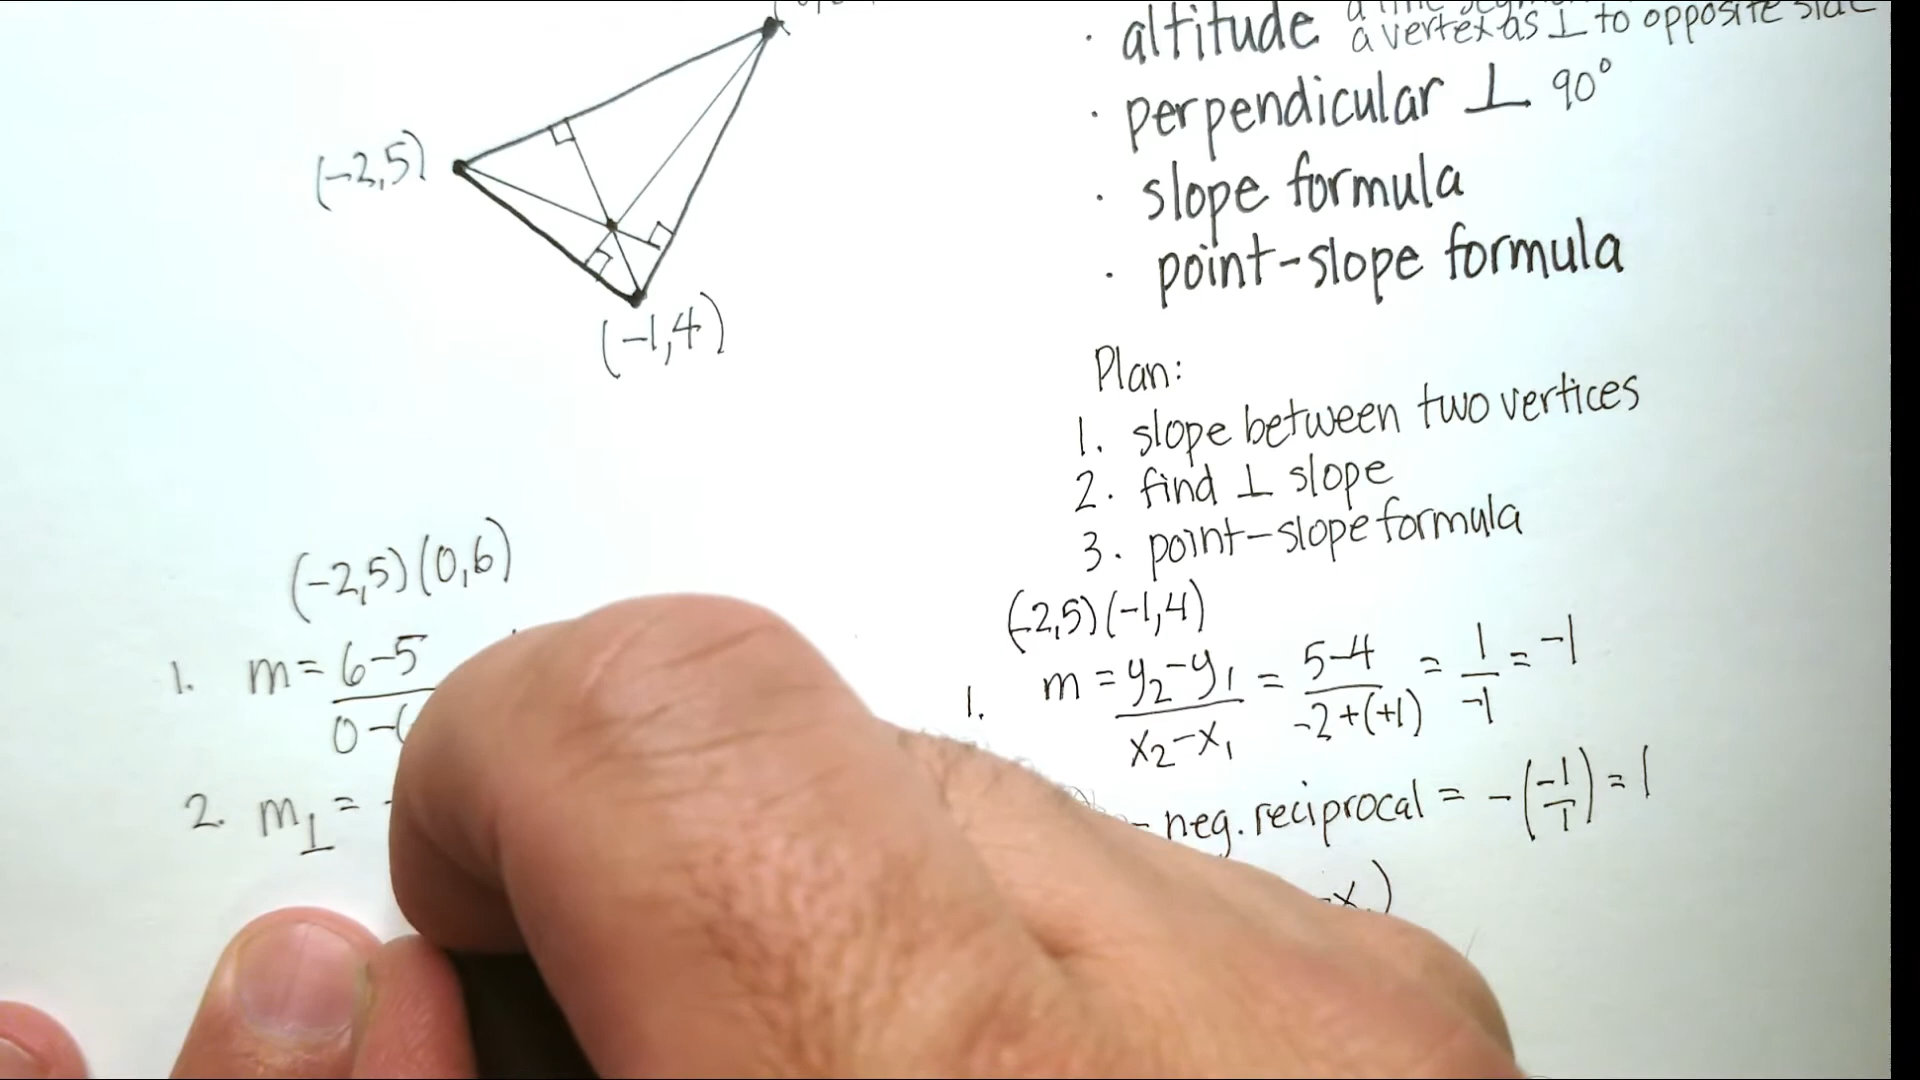 · altitude
a vertex as ⊥ to opposite side
· perpendicular ⊥ 90°
· slope formula
· point-slope formula
(-2,5)
(-1,4)
Plan:
1. slope between two vertices
2. find ⊥ slope
3. point-slope formula
(-2,5)(0,6)
1. m = 6-5
0-(
2. m⊥ = -
(-2,5)(-1,4)
1. m = y2-y1 / x2-x1 = 5-4 / -2+(+1) = 1/-1 = -1
neg. reciprocal = -(-1/1) = 1